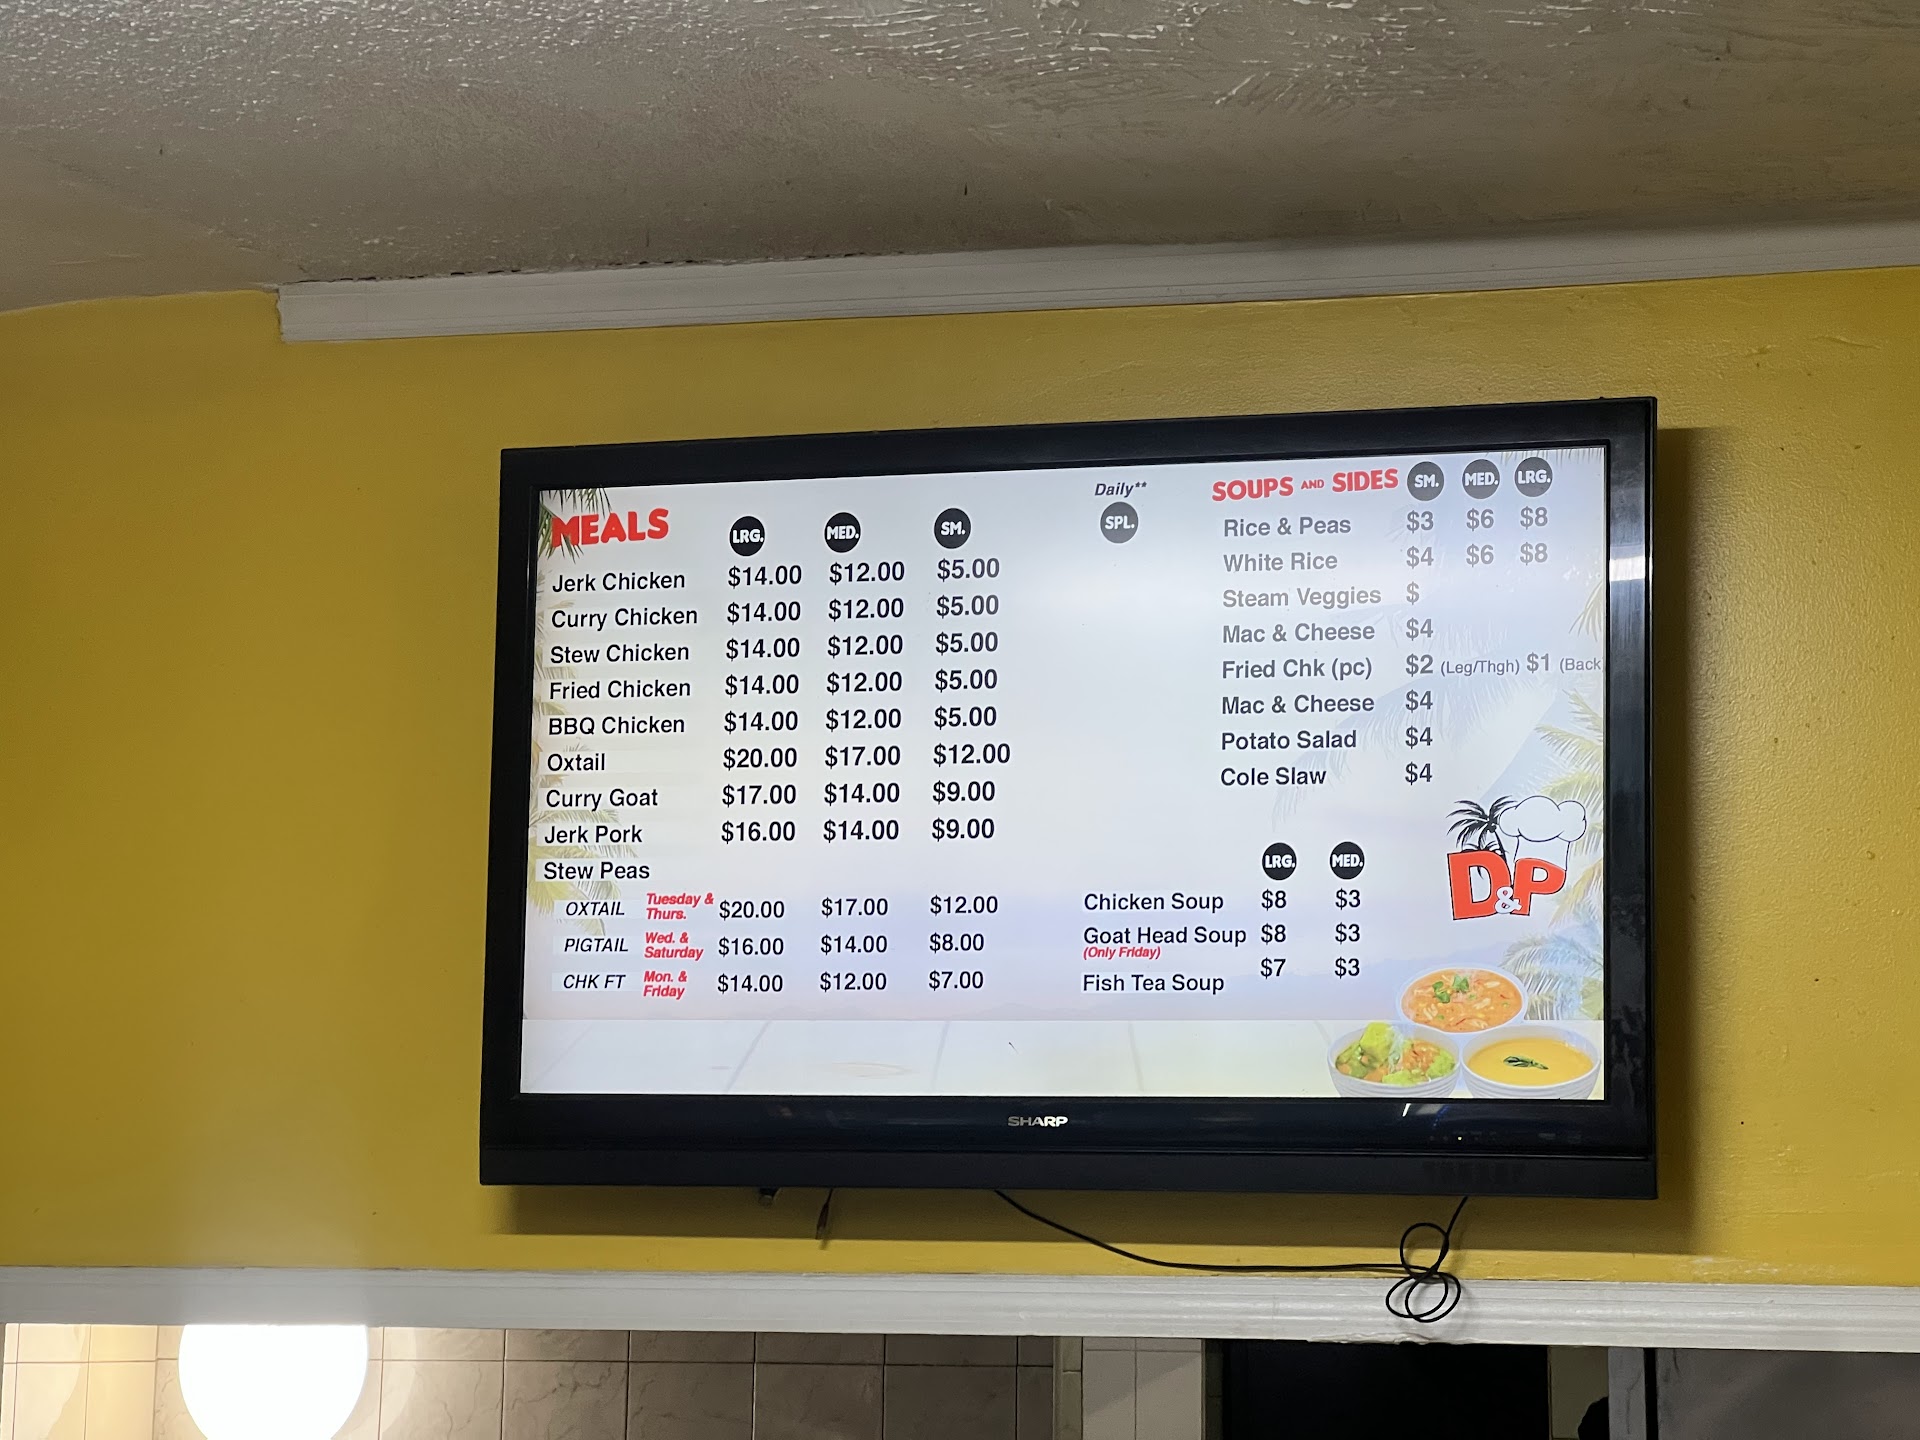 MEALS LRG. MED. SM.
Jerk Chicken $14.00 $12.00 $5.00
Curry Chicken $14.00 $12.00 $5.00
Stew Chicken $14.00 $12.00 $5.00
Fried Chicken $14.00 $12.00 $5.00
BBQ Chicken $14.00 $12.00 $5.00
Oxtail $20.00 $17.00 $12.00
Curry Goat $17.00 $14.00 $9.00
Jerk Pork $16.00 $14.00 $9.00
Stew Peas
OXTAIL Tuesday & Thurs. $20.00 $17.00 $12.00
PIGTAIL Wed. & Saturday $16.00 $14.00 $8.00
CHK FT Mon. & Friday $14.00 $12.00 $7.00
Daily**
SPL.
SOUPS AND SIDES SM. MED. LRG.
Rice & Peas $3 $6 $8
White Rice $4 $6 $8
Steam Veggies $
Mac & Cheese $4
Fried Chk (pc) $2 (Leg/Thgh) $1 (Back
Mac & Cheese $4
Potato Salad $4
Cole Slaw $4
LRG. MED.
Chicken Soup $8 $3
Goat Head Soup $8 $3
(Only Friday)
Fish Tea Soup $7 $3
D&P
SHARP